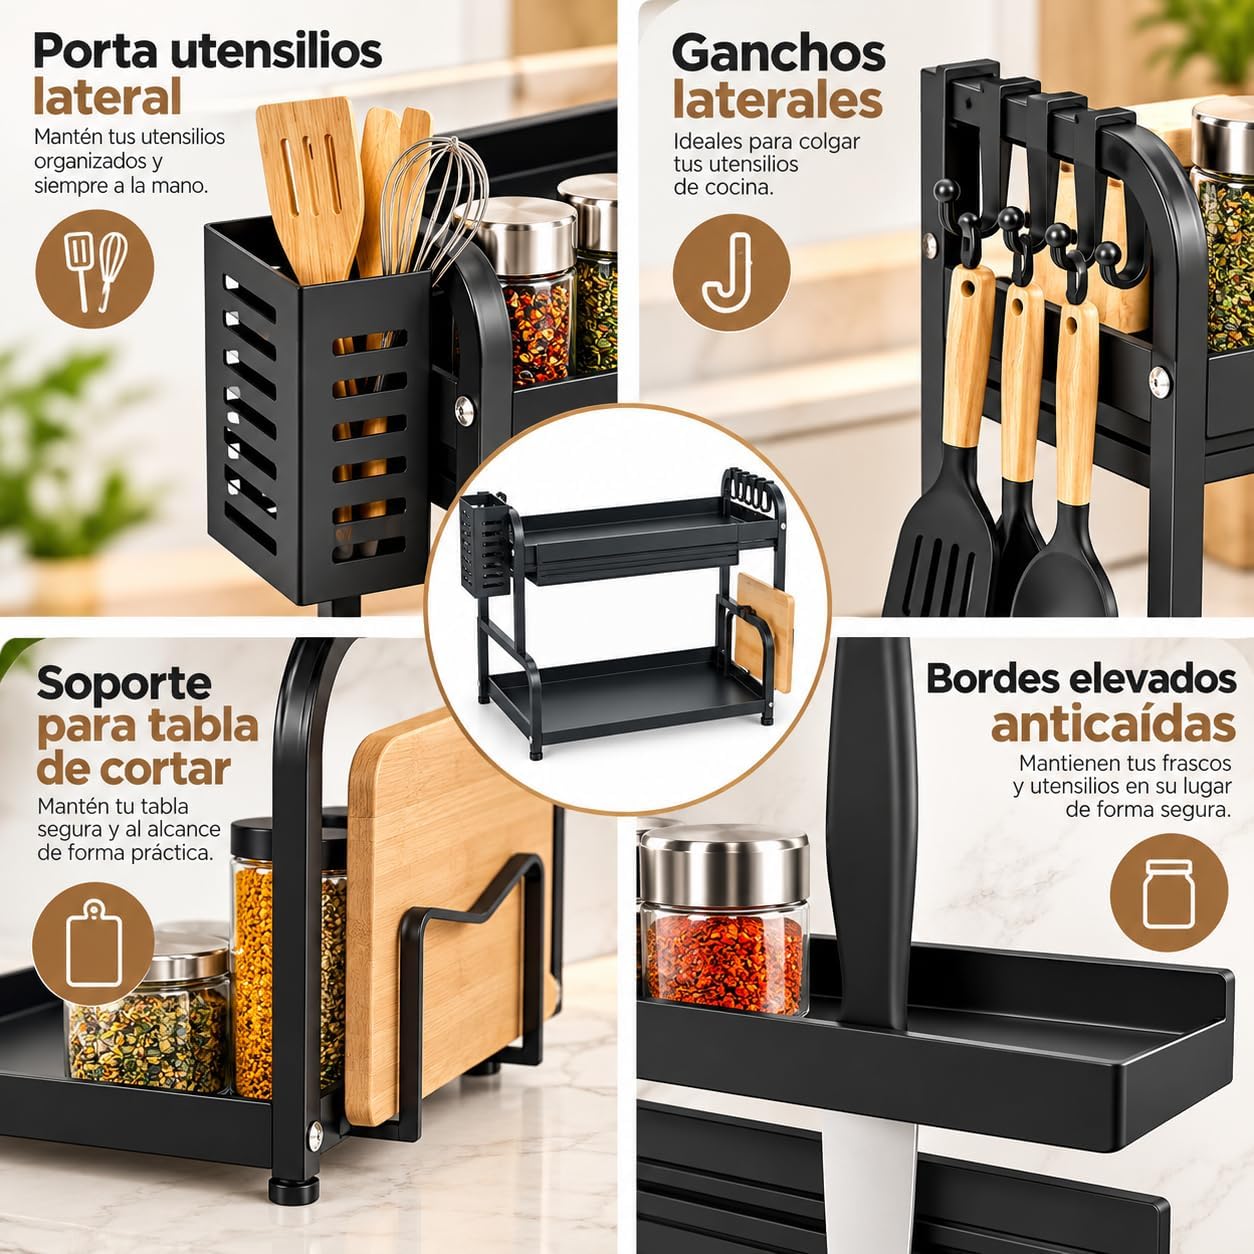 Porta utensilios
lateral
Mantén tus utensilios
organizados y
siempre a la mano.
Ganchos
laterales
Ideales para colgar
tus utensilios
de cocina.
Soporte
para tabla
de cortar
Mantén tu tabla
segura y al alcance
de forma práctica.
Bordes elevados
anticaídas
Mantienen tus frascos
y utensilios en su lugar
de forma segura.